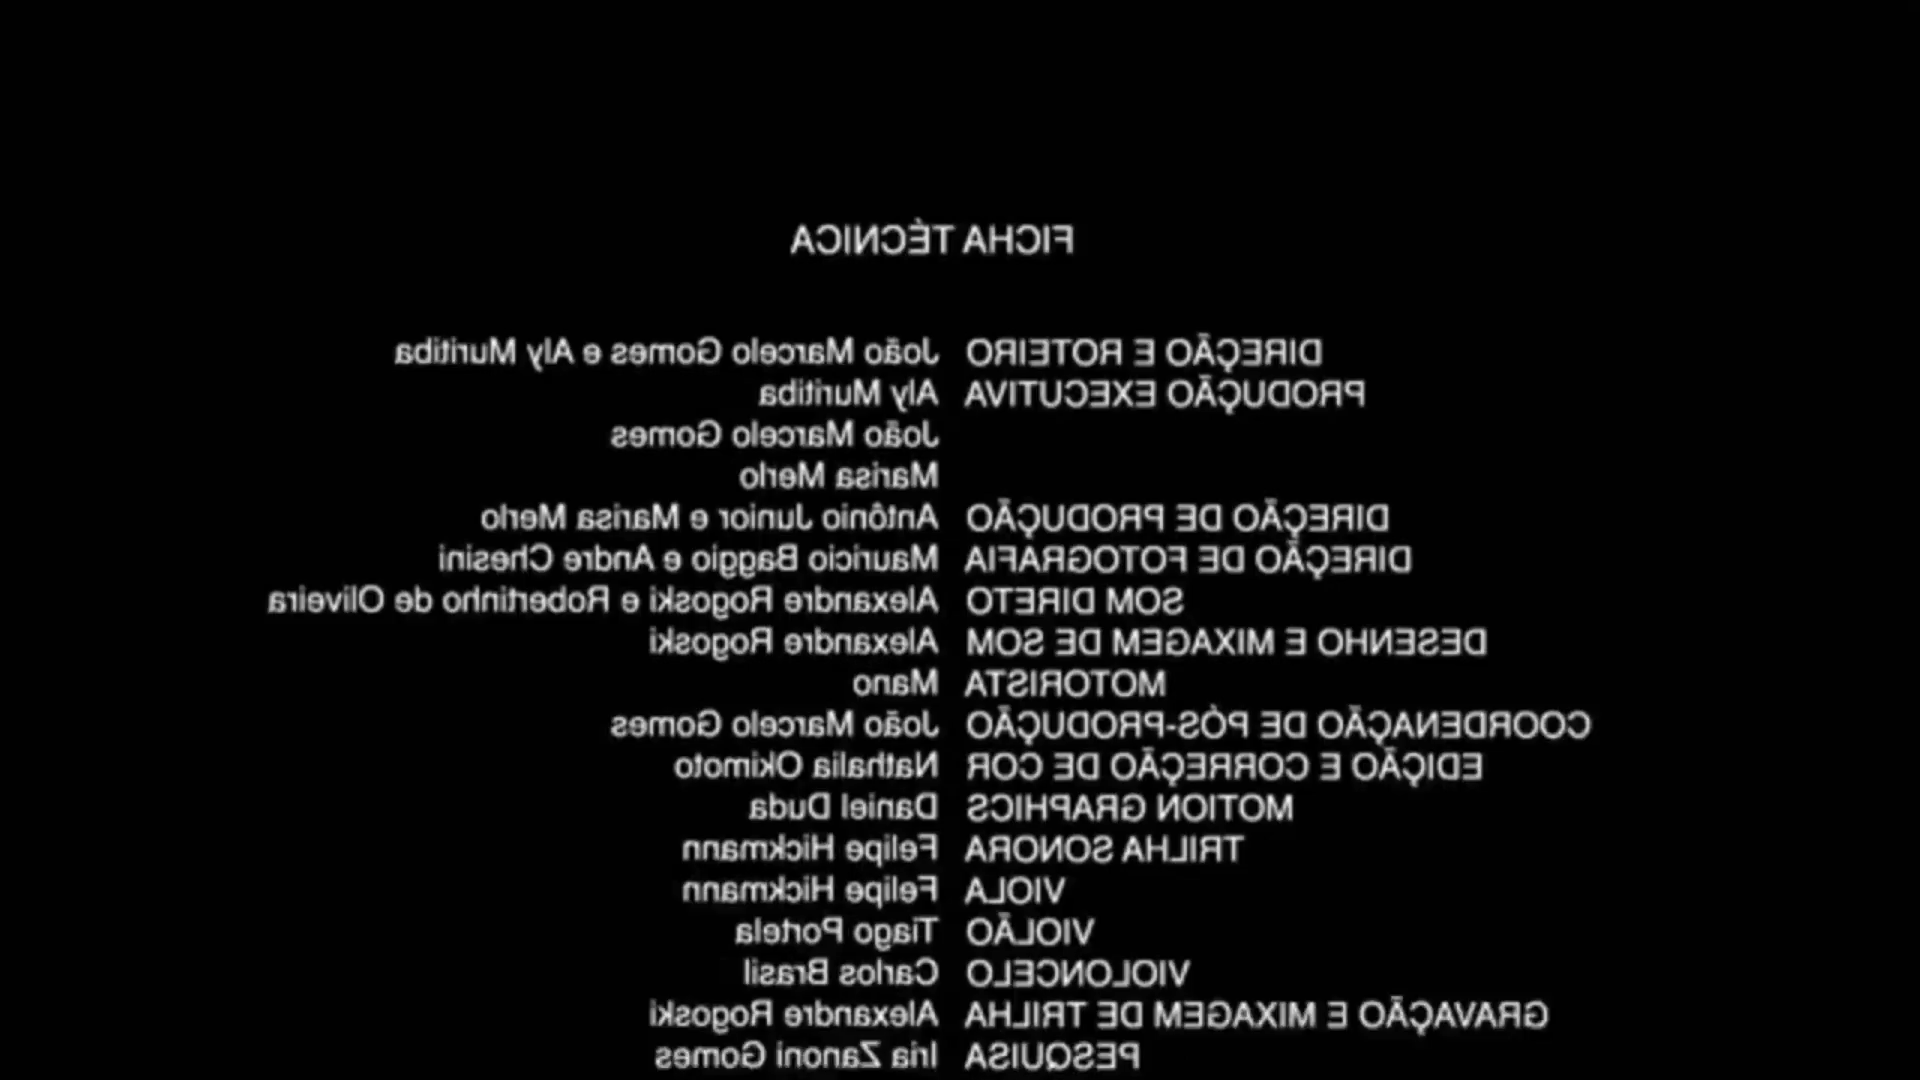 FICHA TÉCNICA
DIREÇÃO E ROTEIRO João Marcelo Gomes e Aly Muritiba
PRODUÇÃO EXECUTIVA Aly Muritiba
João Marcelo Gomes
Marisa Merlo
DIREÇÃO DE PRODUÇÃO Antônio Junior e Marisa Merlo
DIREÇÃO DE FOTOGRAFIA Mauricio Baggio e Andre Chesini
SOM DIRETO Alexandre Rogoski e Robertinho de Oliveira
DESENHO E MIXAGEM DE SOM Alexandre Rogoski
MOTORISTA Mano
COORDENAÇÃO DE PÓS-PRODUÇÃO João Marcelo Gomes
EDIÇÃO E CORREÇÃO DE COR Nathalia Okimoto
MOTION GRAPHICS Daniel Duda
TRILHA SONORA Felipe Hickmann
VIOLA Felipe Hickmann
VIOLÃO Tiago Portela
VIOLONCELO Carlos Brasil
GRAVAÇÃO E MIXAGEM DE TRILHA Alexandre Rogoski
PESQUISA Iria Zanoni Gomes